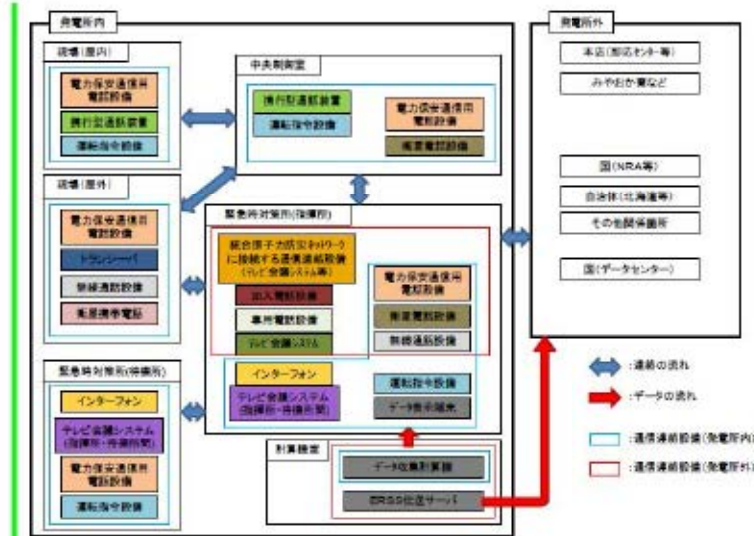 発電所内
現場(屋内)
電力保安通信用
電話設備
携行型通話装置
運転指令設備
中央制御室
携行型通話装置
運転指令設備
電力保安通信用
電話設備
衛星電話設備
現場(屋外)
電力保安通信用
電話設備
トランシーバ
無線通話設備
衛星携帯電話
緊急時対策所(指揮所)
統合原子力防災ネットワーク
に接続する通信連絡設備
(テレビ会議システム等)
加入電話設備
専用電話設備
テレビ会議システム
電力保安通信用
電話設備
衛星電話設備
無線通話設備
インターフォン
テレビ会議システム
(指揮所・待機所間)
運転指令設備
データ表示端末
緊急時対策所(待機所)
インターフォン
テレビ会議システム
(指揮所・待機所間)
電力保安通信用
電話設備
運転指令設備
計算機室
データ収集計算機
ERSS伝送サーバ
発電所外
本店(即応センター等)
みやおか寮など
国(NRA等)
自治体(北海道等)
その他関係箇所
国(データセンター)
:連絡の流れ
:データの流れ
:通信連絡設備(発電所内)
:通信連絡設備(発電所外)